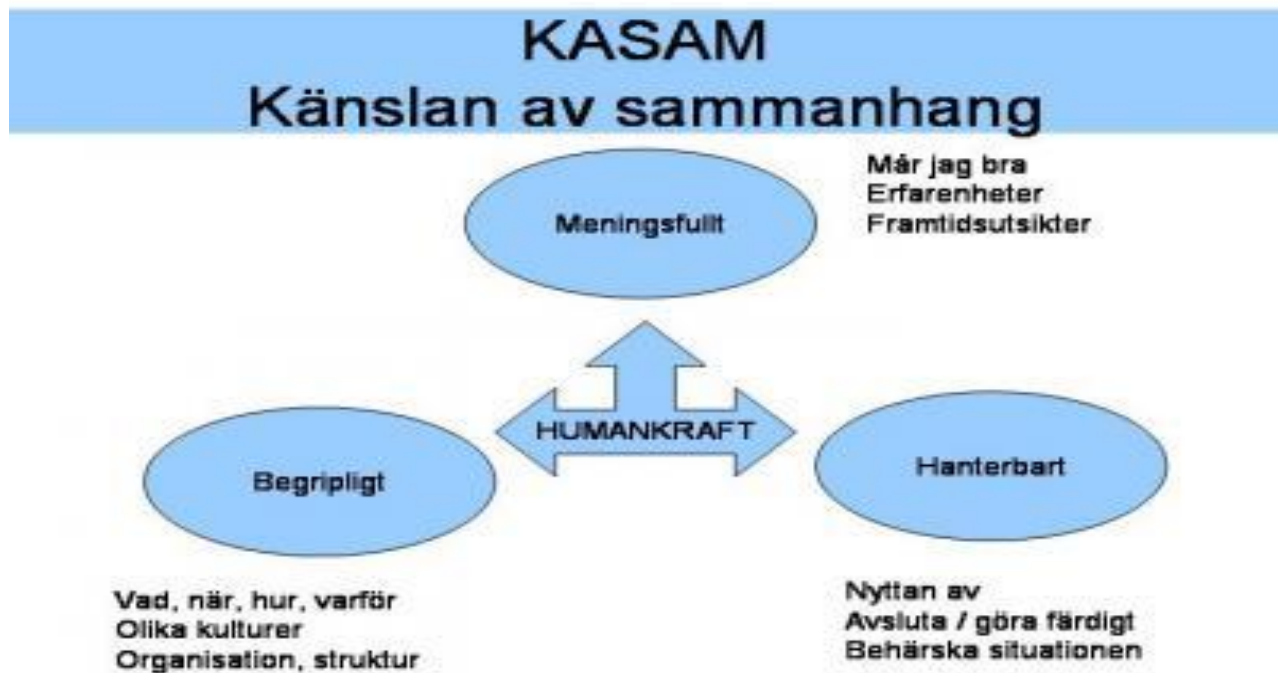 KASAM
Känslan av sammanhang
Meningsfullt
Mår jag bra
Erfarenheter
Framtidsutsikter
HUMANKRAFT
Begripligt
Hanterbart
Vad, när, hur, varför
Olika kulturer
Organisation, struktur
Nyttan av
Avsluta / göra färdigt
Behärska situationen